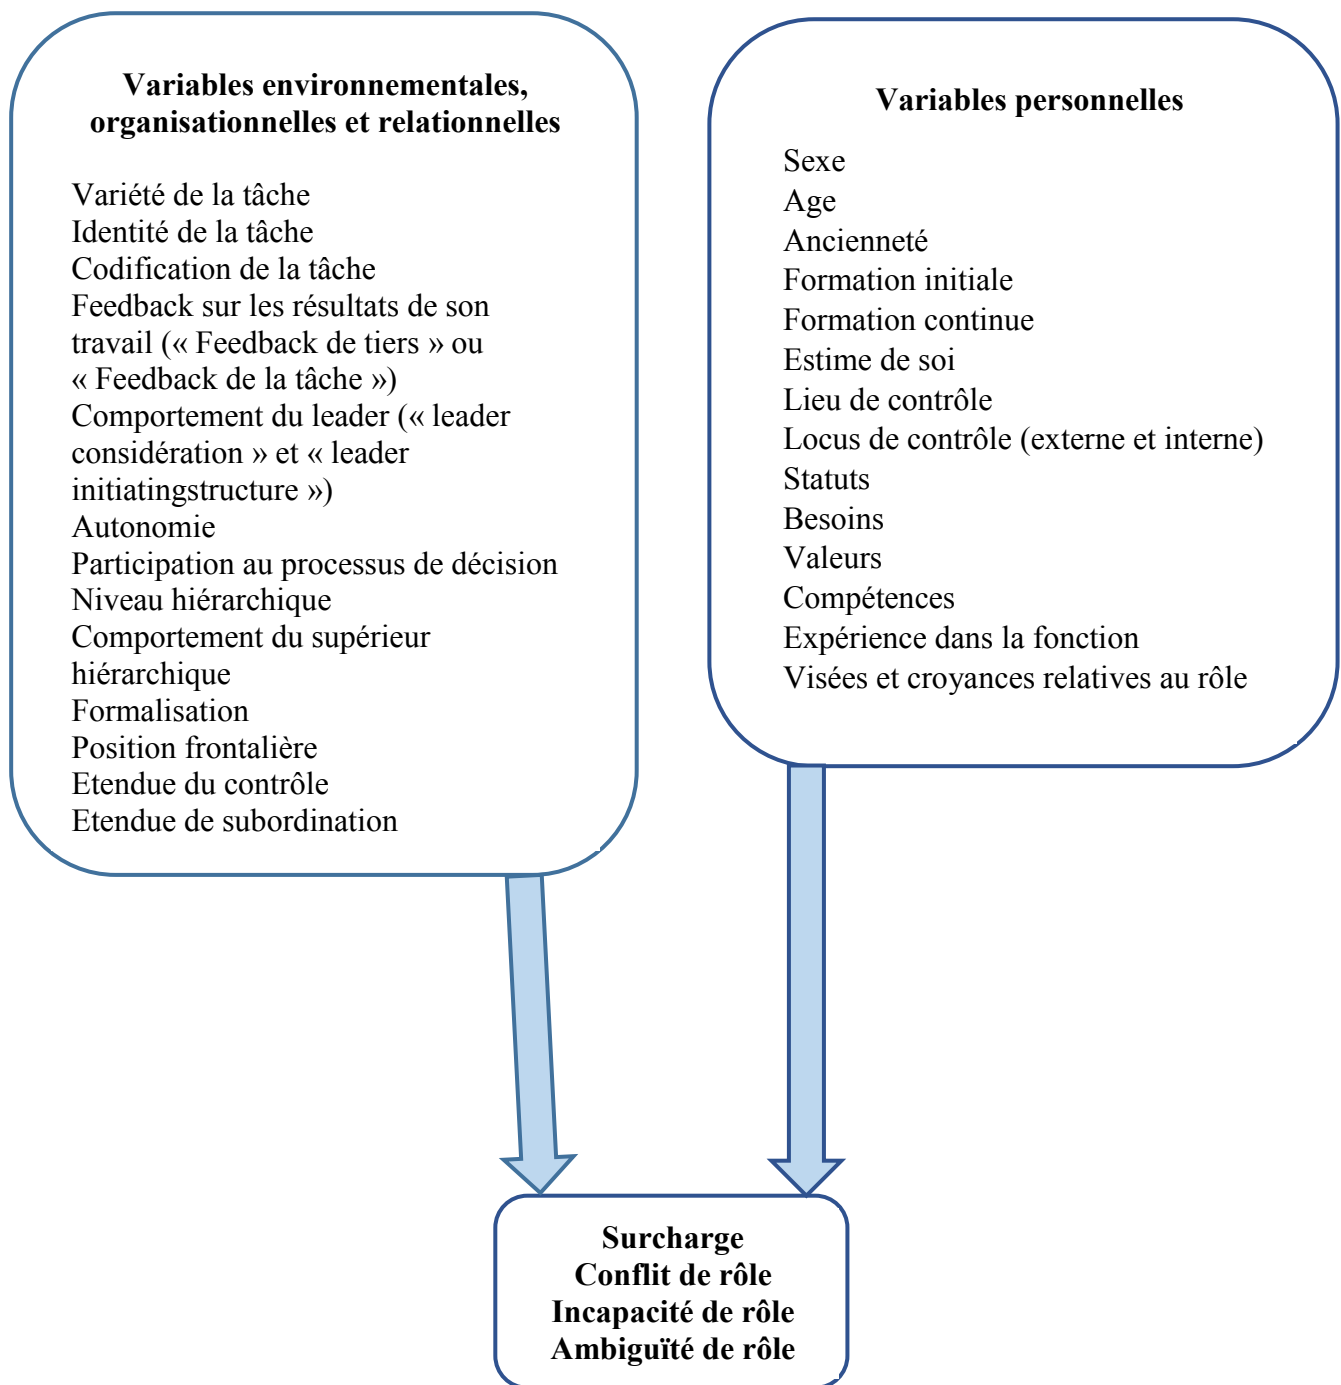 Variables environnementales,
organisationnelles et relationnelles
Variété de la tâche
Identité de la tâche
Codification de la tâche
Feedback sur les résultats de son
travail (« Feedback de tiers » ou
« Feedback de la tâche »)
Comportement du leader (« leader
considération » et « leader
initiatingstructure »)
Autonomie
Participation au processus de décision
Niveau hiérarchique
Comportement du supérieur
hiérarchique
Formalisation
Position frontalière
Etendue du contrôle
Etendue de subordination
Variables personnelles
Sexe
Age
Ancienneté
Formation initiale
Formation continue
Estime de soi
Lieu de contrôle
Locus de contrôle (externe et interne)
Statuts
Besoins
Valeurs
Compétences
Expérience dans la fonction
Visées et croyances relatives au rôle
Surcharge
Conflit de rôle
Incapacité de rôle
Ambiguïté de rôle